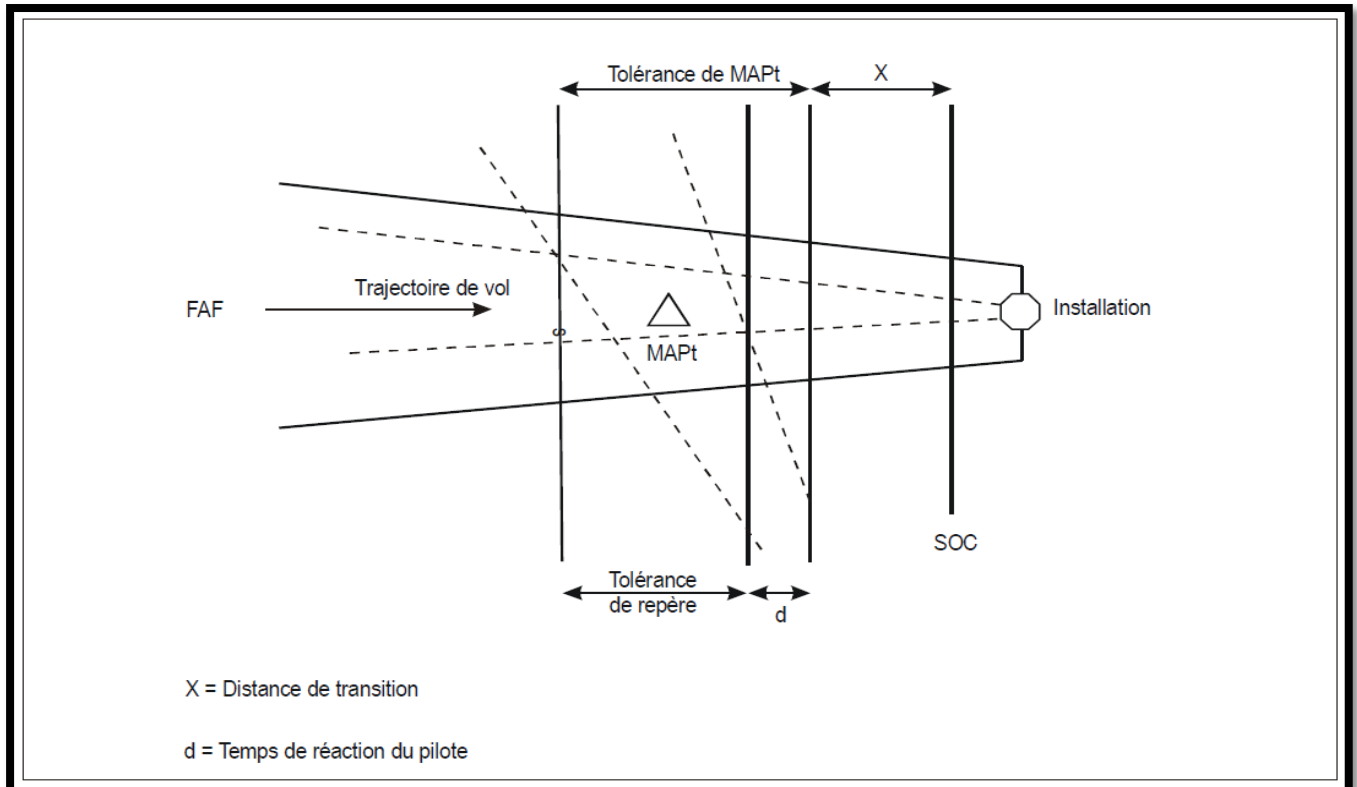 Tolérance de MAPt
X
Trajectoire de vol
FAF
Installation
MAPt
SOC
Tolérance
de repère
d
X = Distance de transition
d = Temps de réaction du pilote